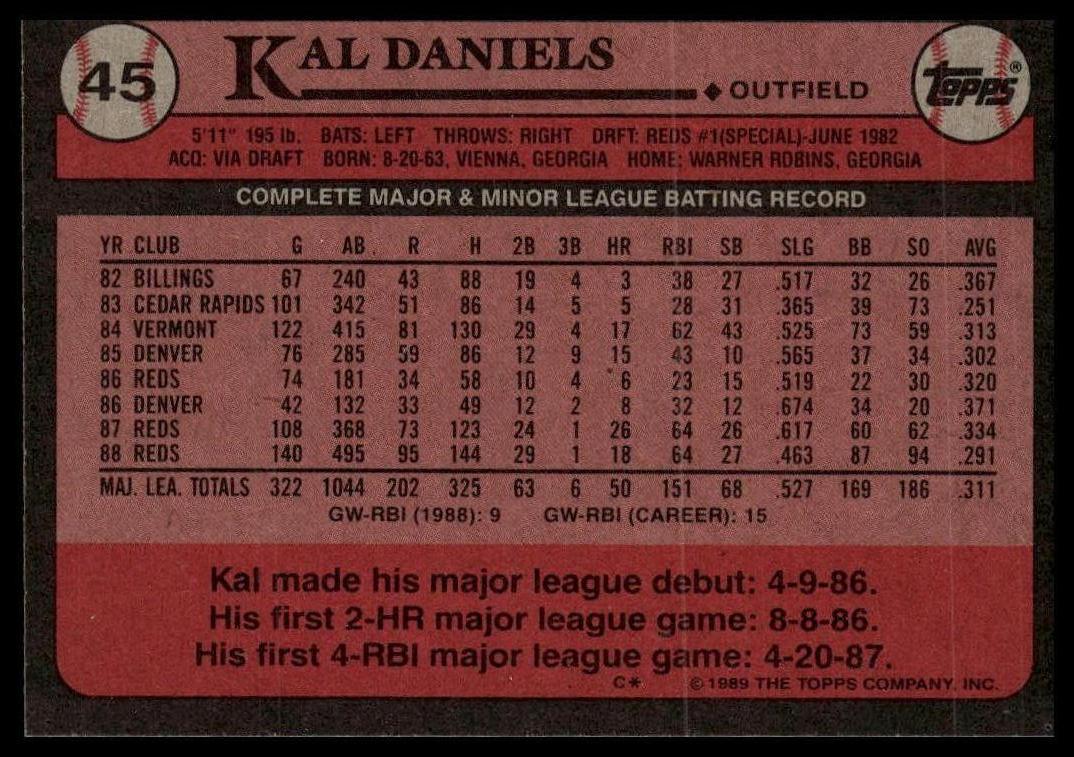 45
KAL DANIELS
◆ OUTFIELD
TOPPS®
5'11" 195 lb. BATS: LEFT THROWS: RIGHT DRFT: REDS #1(SPECIAL)-JUNE 1982
ACQ: VIA DRAFT BORN: 8-20-63, VIENNA, GEORGIA HOME: WARNER ROBINS, GEORGIA
COMPLETE MAJOR & MINOR LEAGUE BATTING RECORD
YR CLUB G AB R H 2B 3B HR RBI SB SLG BB SO AVG
82 BILLINGS 67 240 43 88 19 4 3 38 27 .517 32 26 .367
83 CEDAR RAPIDS 101 342 51 86 14 5 5 28 31 .365 39 73 .251
84 VERMONT 122 415 81 130 29 4 17 62 43 .525 73 59 .313
85 DENVER 76 285 59 86 12 9 15 43 10 .565 37 34 .302
86 REDS 74 181 34 58 10 4 6 23 15 .519 22 30 .320
86 DENVER 42 132 33 49 12 2 8 32 12 .674 34 20 .371
87 REDS 108 368 73 123 24 1 26 64 26 .617 60 62 .334
88 REDS 140 495 95 144 29 1 18 64 27 .463 87 94 .291
MAJ. LEA. TOTALS 322 1044 202 325 63 6 50 151 68 .527 169 186 .311
GW-RBI (1988): 9 GW-RBI (CAREER): 15
Kal made his major league debut: 4-9-86.
His first 2-HR major league game: 8-8-86.
His first 4-RBI major league game: 4-20-87.
C* © 1989 THE TOPPS COMPANY, INC.